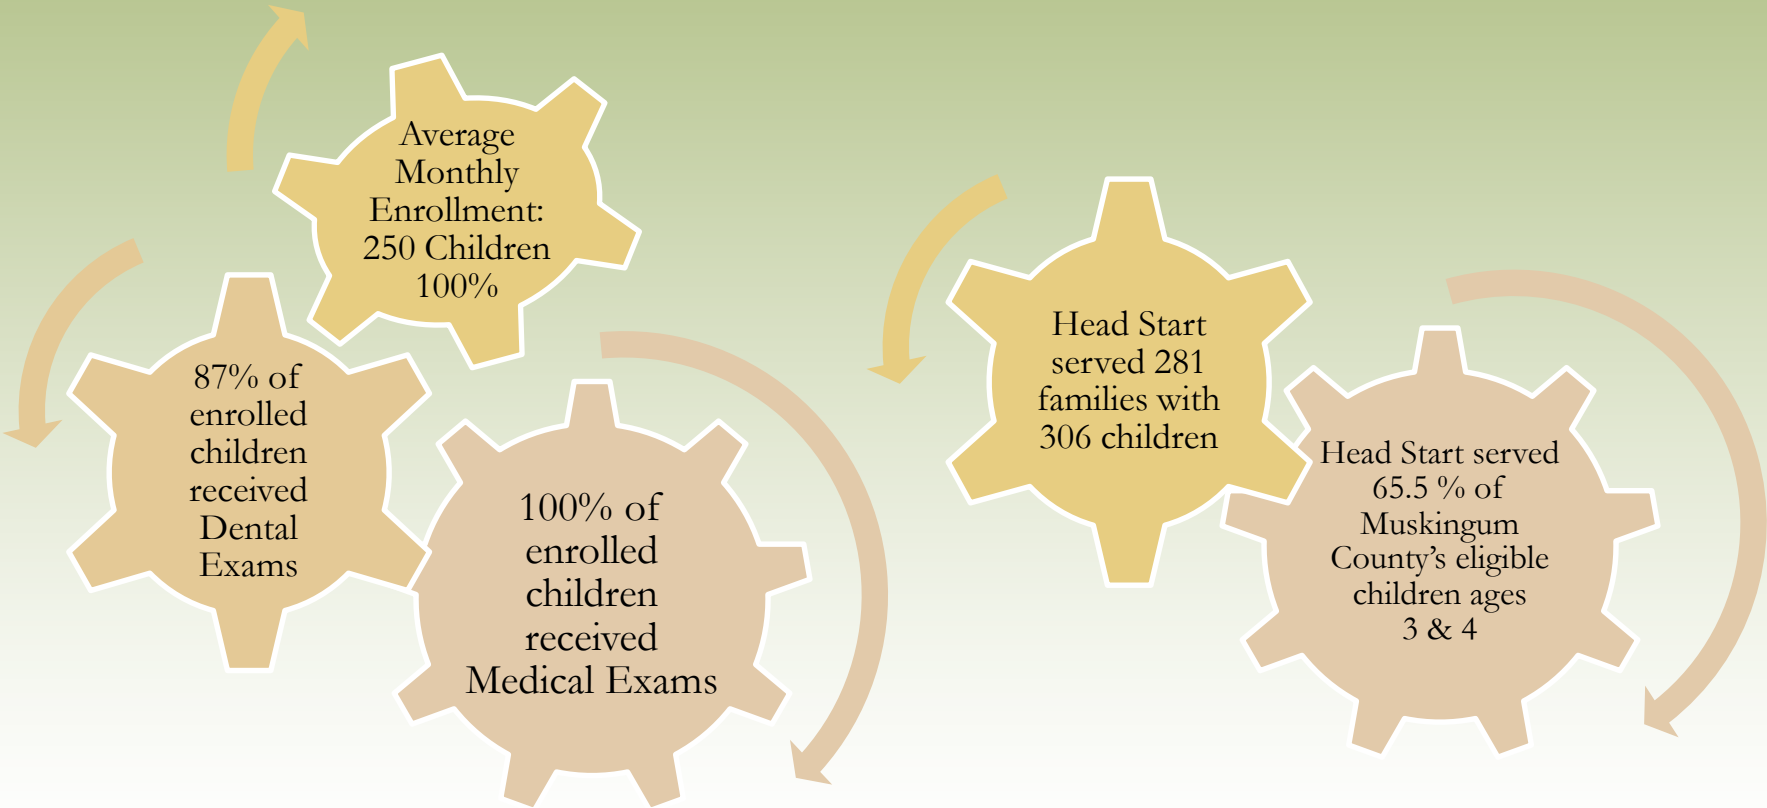 Average
Monthly
Enrollment:
250 Children
100%
87% of
enrolled
children
received
Dental
Exams
100% of
enrolled
children
received
Medical Exams
Head Start
served 281
families with
306 children
Head Start served
65.5 % of
Muskingum
County’s eligible
children ages
3 & 4